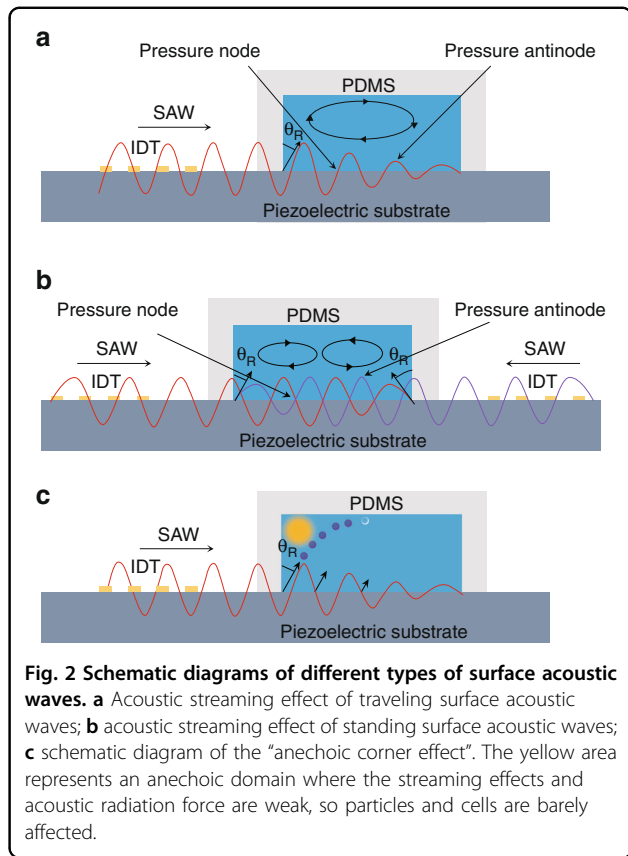 a
Pressure node
Pressure antinode
PDMS
SAW
θR
IDT
Piezoelectric substrate
b
Pressure node
Pressure antinode
PDMS
SAW
θR
θR
SAW
IDT
IDT
Piezoelectric substrate
c
PDMS
SAW
θR
IDT
Piezoelectric substrate
Fig. 2 Schematic diagrams of different types of surface acoustic
waves. a Acoustic streaming effect of traveling surface acoustic
waves; b acoustic streaming effect of standing surface acoustic waves;
c schematic diagram of the “anechoic corner effect”. The yellow area
represents an anechoic domain where the streaming effects and
acoustic radiation force are weak, so particles and cells are barely
affected.